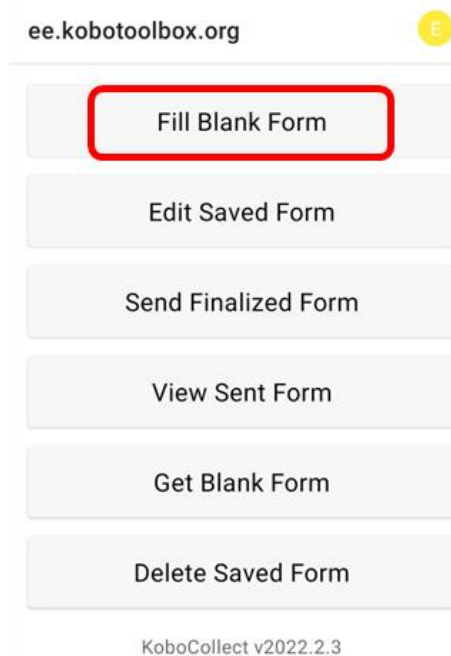 ee.kobotoolbox.org E
Fill Blank Form
Edit Saved Form
Send Finalized Form
View Sent Form
Get Blank Form
Delete Saved Form
KoboCollect v2022.2.3